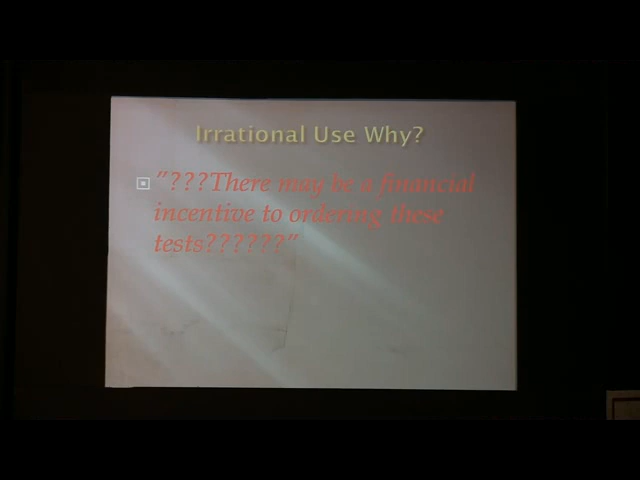 Irrational Use Why?
"???There may be a financial
incentive to ordering these
tests??????"